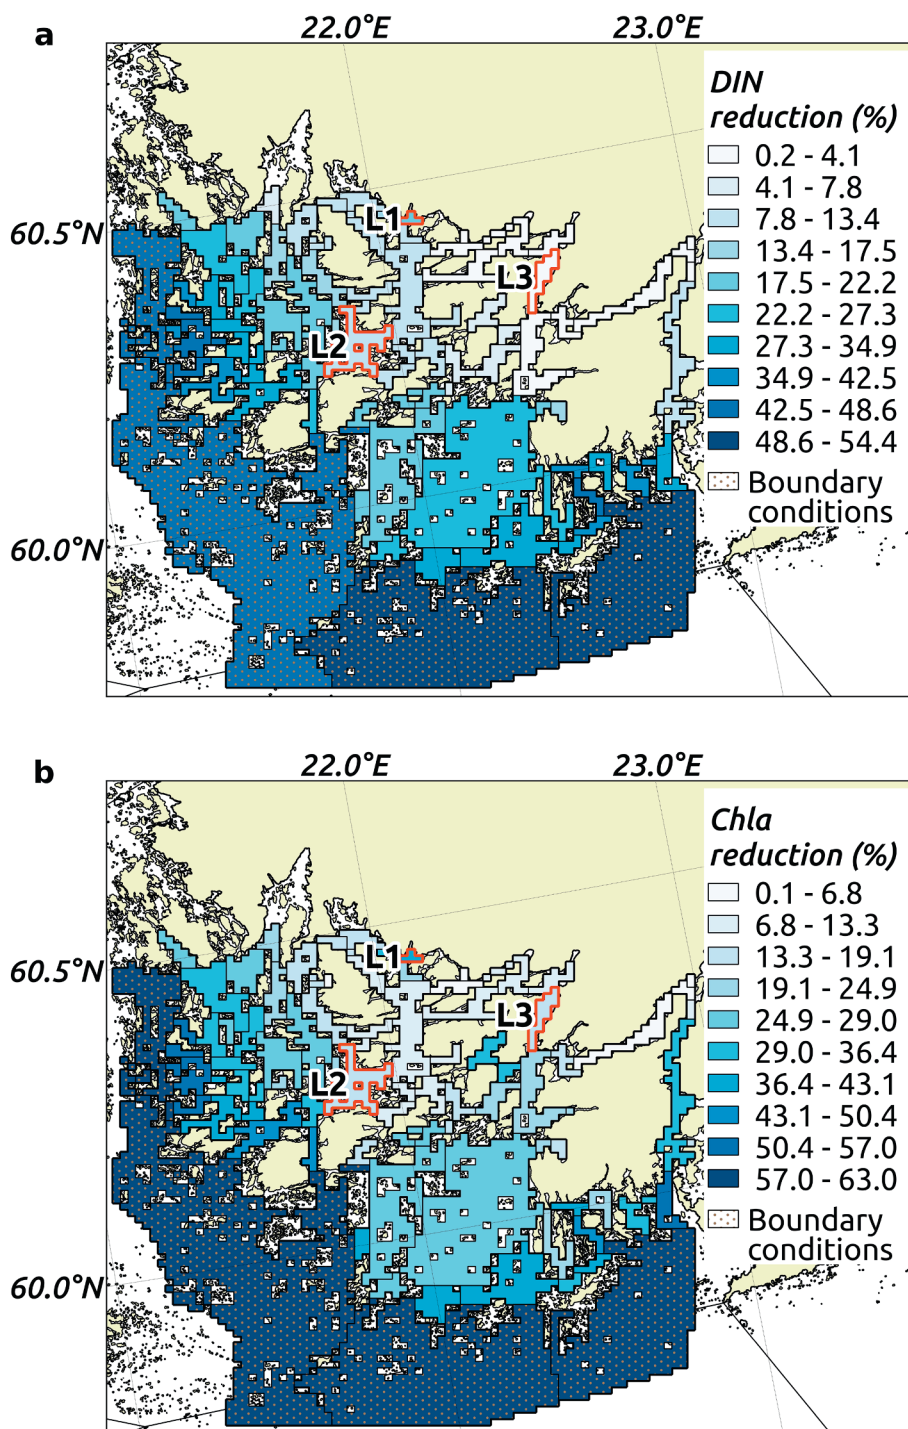 a
22.0°E
23.0°E
60.5°N
60.0°N
L1
L2
L3
DIN
reduction (%)
0.2 - 4.1
4.1 - 7.8
7.8 - 13.4
13.4 - 17.5
17.5 - 22.2
22.2 - 27.3
27.3 - 34.9
34.9 - 42.5
42.5 - 48.6
48.6 - 54.4
Boundary
conditions
b
22.0°E
23.0°E
60.5°N
60.0°N
L1
L2
L3
Chla
reduction (%)
0.1 - 6.8
6.8 - 13.3
13.3 - 19.1
19.1 - 24.9
24.9 - 29.0
29.0 - 36.4
36.4 - 43.1
43.1 - 50.4
50.4 - 57.0
57.0 - 63.0
Boundary
conditions